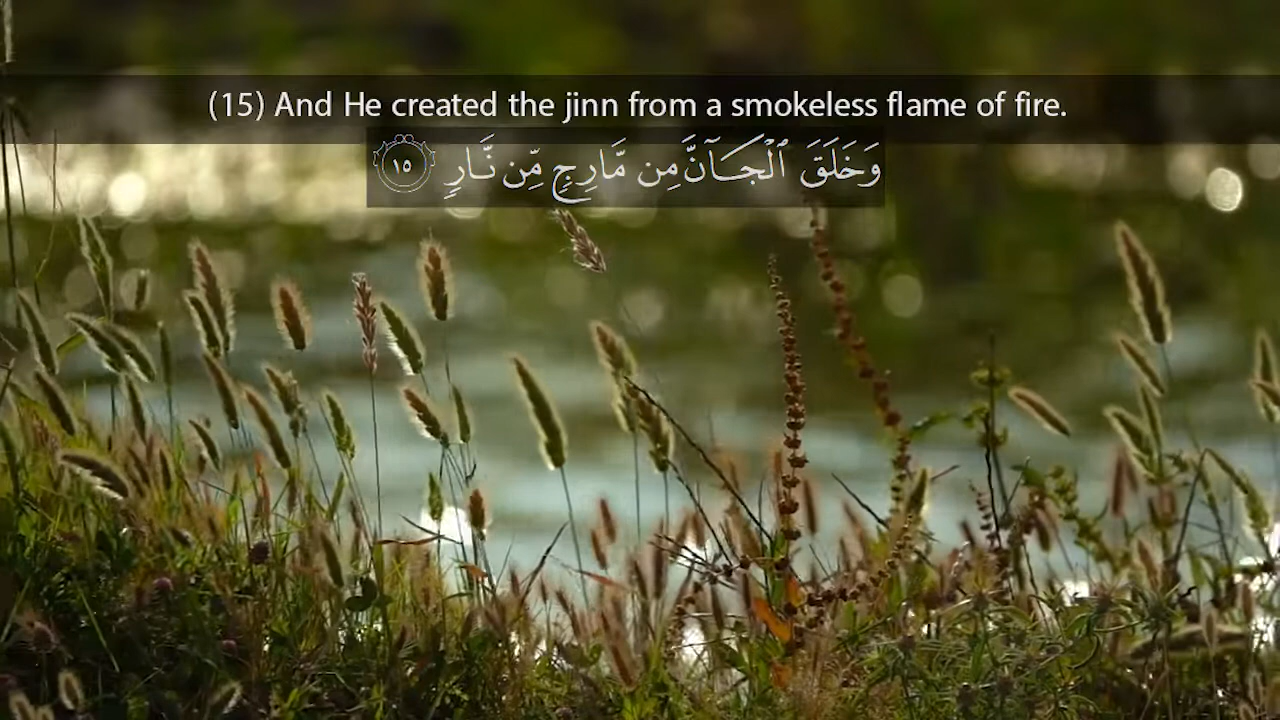 (15) And He created the jinn from a smokeless flame of fire.
وَخَلَقَ ٱلْجَآنَّ مِن مَّارِجٍ مِّن نَّارٍ ١٥